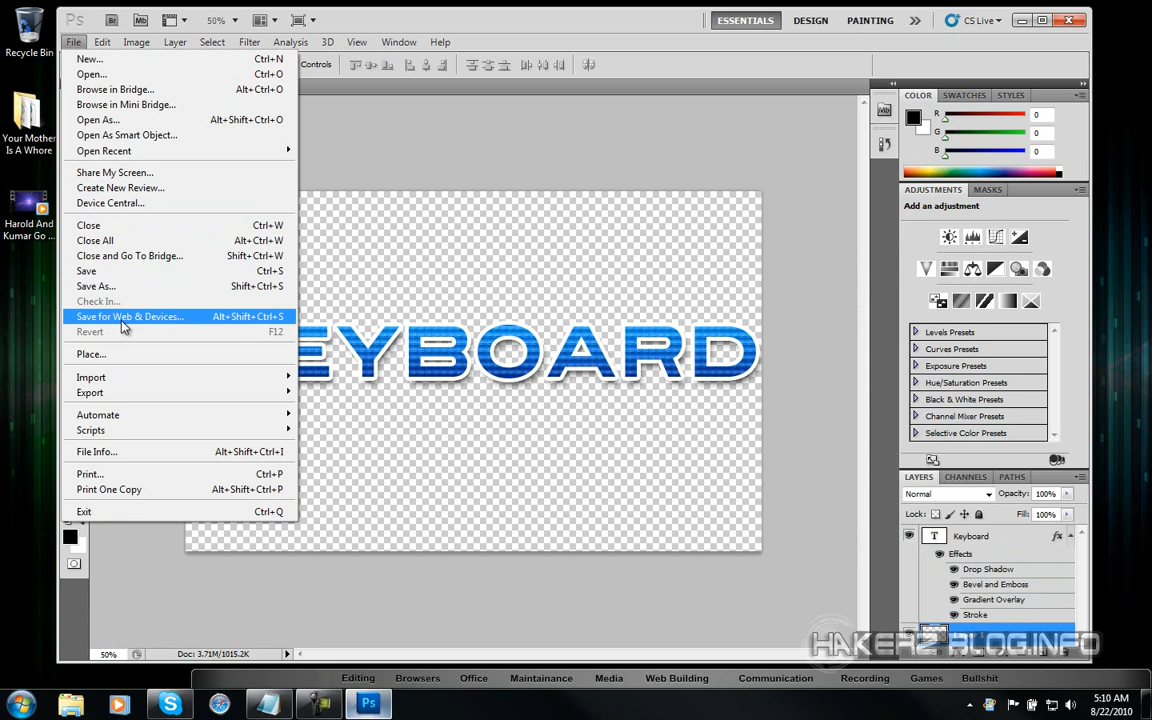 Ps Br Mb 50% ESSENTIALS DESIGN PAINTING CS Live
File Edit Image Layer Select Filter Analysis 3D View Window Help
Recycle Bin
Your Mother
Is A Whore
Harold And
Kumar Go ...
New... Ctrl+N
Open... Ctrl+O
Browse in Bridge... Alt+Ctrl+O
Browse in Mini Bridge...
Open As... Alt+Shift+Ctrl+O
Open As Smart Object...
Open Recent
Share My Screen...
Create New Review...
Device Central...
Close Ctrl+W
Close All Alt+Ctrl+W
Close and Go To Bridge... Shift+Ctrl+W
Save Ctrl+S
Save As... Shift+Ctrl+S
Check In...
Save for Web & Devices... Alt+Shift+Ctrl+S
Revert F12
Place...
Import
Export
Automate
Scripts
File Info... Alt+Shift+Ctrl+I
Print... Ctrl+P
Print One Copy Alt+Shift+Ctrl+P
Exit Ctrl+Q
Controls
EYBOARD
Mb
COLOR SWATCHES STYLES
R 0
G 0
B 0
ADJUSTMENTS MASKS
Add an adjustment
Levels Presets
Curves Presets
Exposure Presets
Hue/Saturation Presets
Black & White Presets
Channel Mixer Presets
Selective Color Presets
LAYERS CHANNELS PATHS
Normal Opacity: 100%
Lock: Fill: 100%
T Keyboard fx
Effects
Drop Shadow
Bevel and Emboss
Gradient Overlay
Stroke
HAKERZ BLOG.INFO
50% Doc: 3.71M/1015.2K
Editing Browsers Office Maintanance Media Web Building Communication Recording Games Bullshit
Ps
5:10 AM
8/22/2010